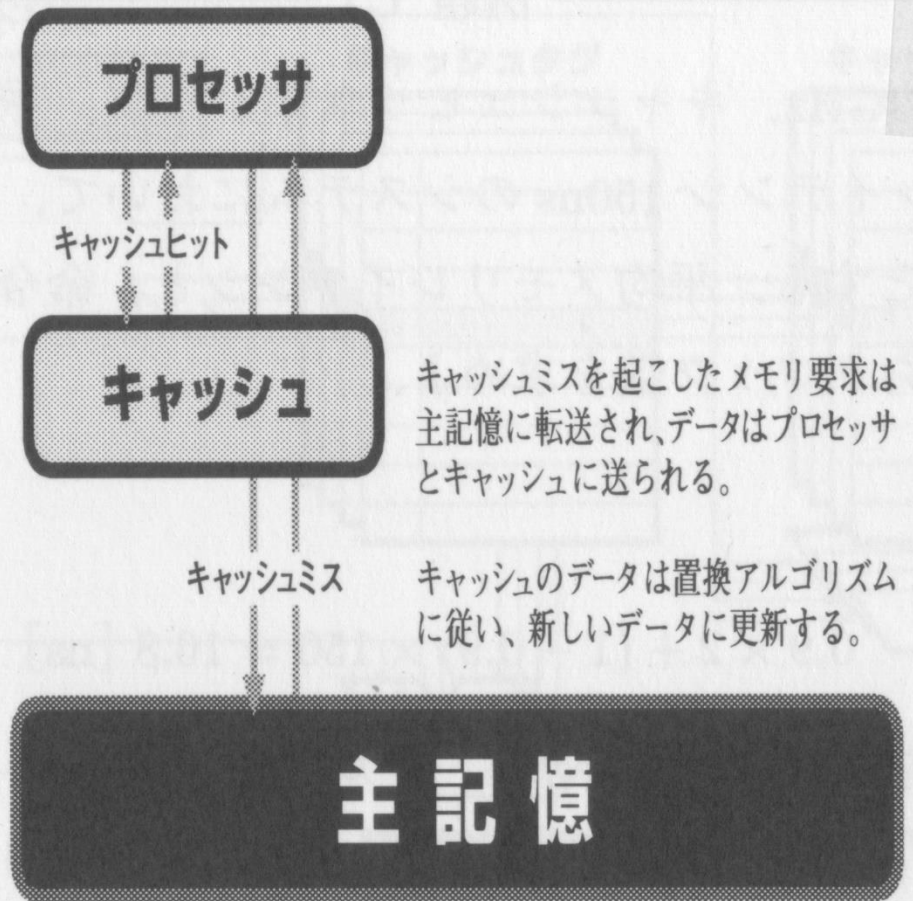 プロセッサ
キャッシュヒット
キャッシュ
キャッシュミスを起こしたメモリ要求は
主記憶に転送され、データはプロセッサ
とキャッシュに送られる。
キャッシュミス
キャッシュのデータは置換アルゴリズム
に従い、新しいデータに更新する。
主記憶